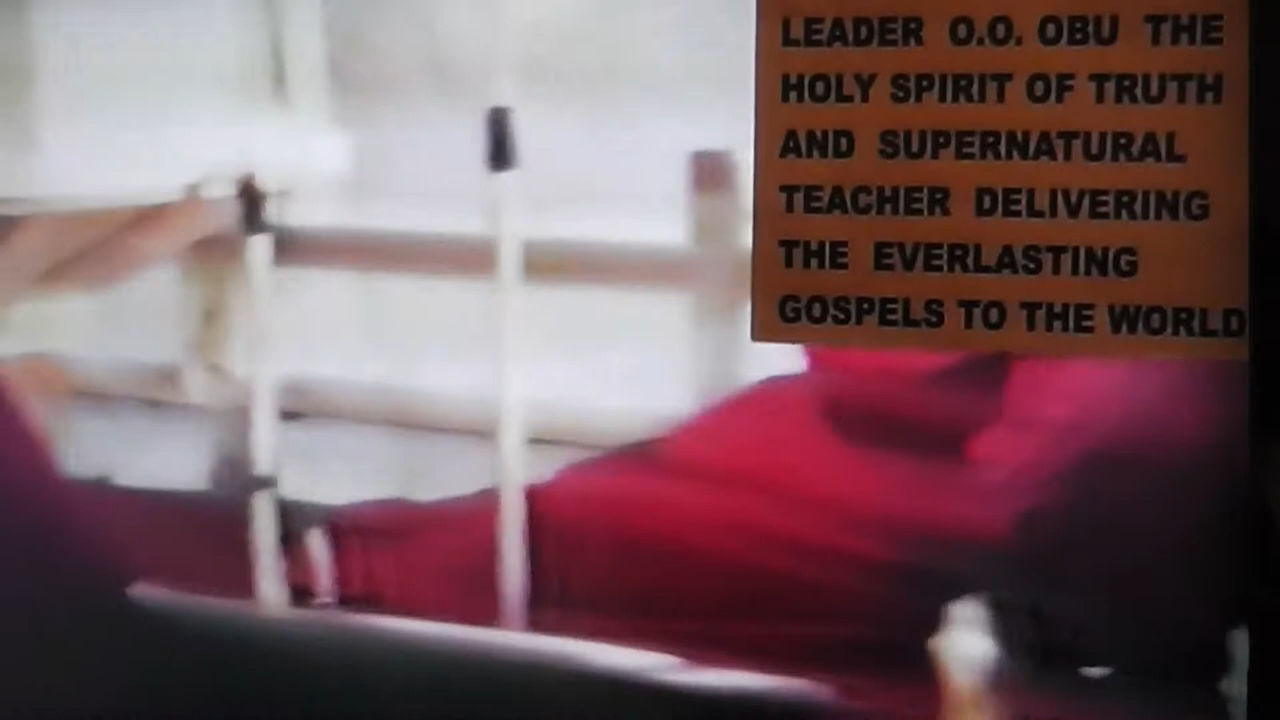 LEADER O.O. OBU THE
HOLY SPIRIT OF TRUTH
AND SUPERNATURAL
TEACHER DELIVERING
THE EVERLASTING
GOSPELS TO THE WORLD